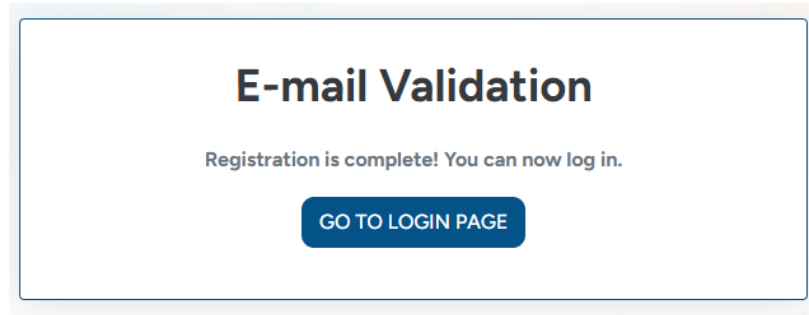 E-mail Validation
Registration is complete! You can now log in.
GO TO LOGIN PAGE